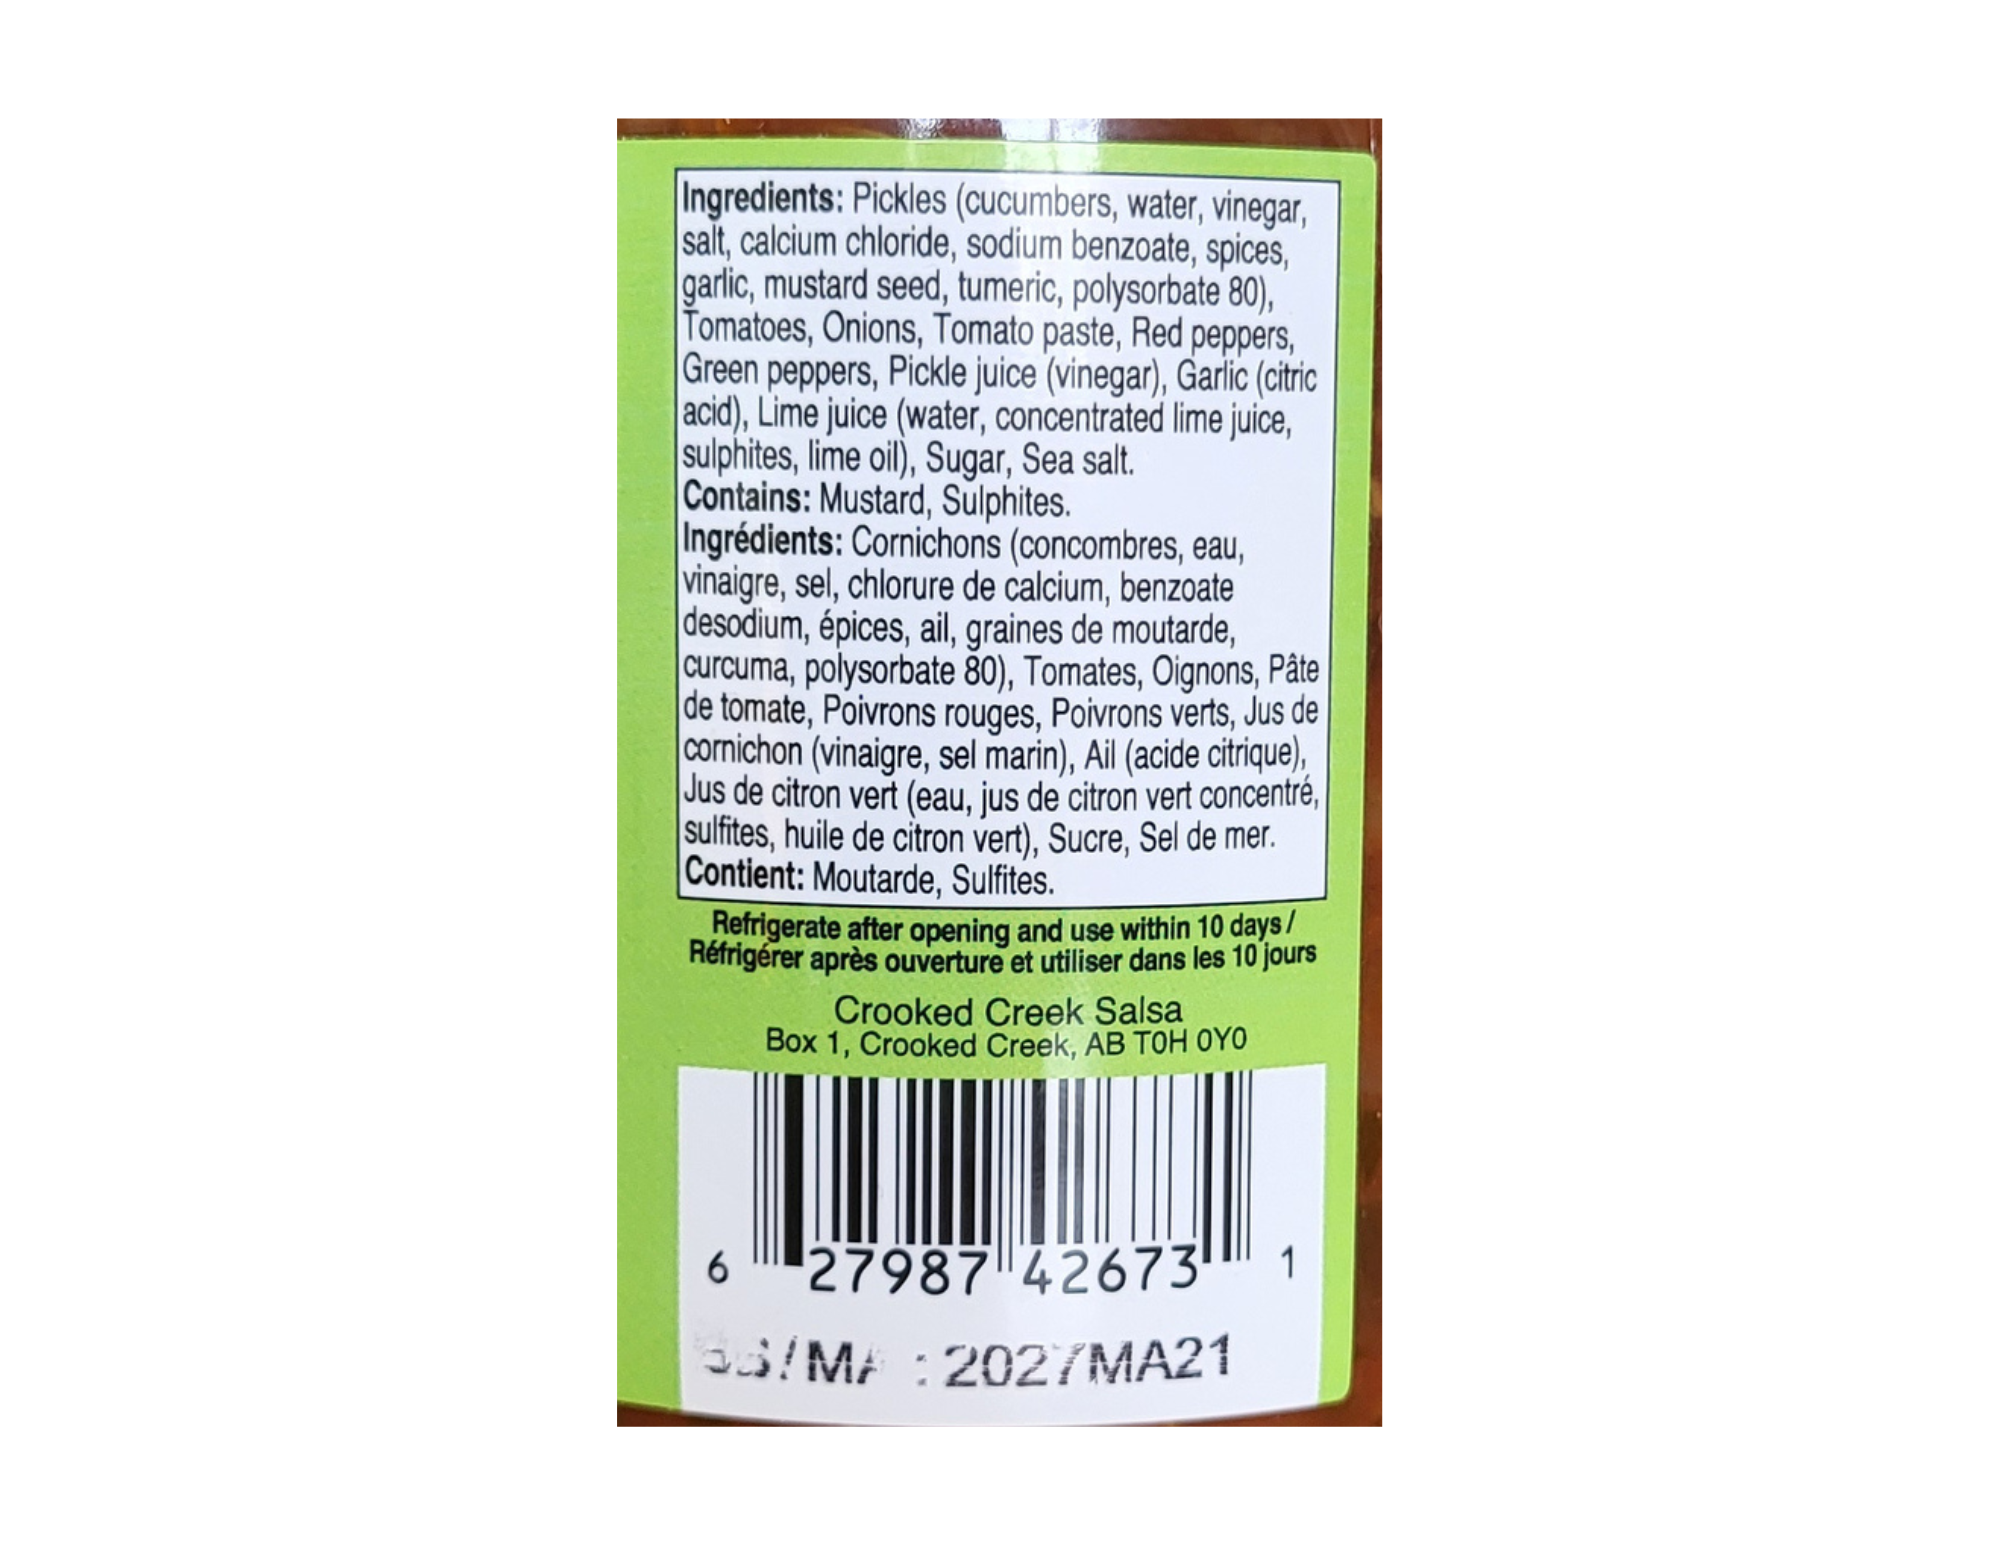 Ingredients: Pickles (cucumbers, water, vinegar,
salt, calcium chloride, sodium benzoate, spices,
garlic, mustard seed, tumeric, polysorbate 80),
Tomatoes, Onions, Tomato paste, Red peppers,
Green peppers, Pickle juice (vinegar), Garlic (citric
acid), Lime juice (water, concentrated lime juice,
sulphites, lime oil), Sugar, Sea salt.
Contains: Mustard, Sulphites.
Ingrédients: Cornichons (concombres, eau,
vinaigre, sel, chlorure de calcium, benzoate
desodium, épices, ail, graines de moutarde,
curcuma, polysorbate 80), Tomates, Oignons, Pâte
de tomate, Poivrons rouges, Poivrons verts, Jus de
cornichon (vinaigre, sel marin), Ail (acide citrique),
Jus de citron vert (eau, jus de citron vert concentré,
sulfites, huile de citron vert), Sucre, Sel de mer.
Contient: Moutarde, Sulfites.
Refrigerate after opening and use within 10 days /
Réfrigérer après ouverture et utiliser dans les 10 jours
Crooked Creek Salsa
Box 1, Crooked Creek, AB T0H 0Y0
6 27987 42673 1
: 2027MA21